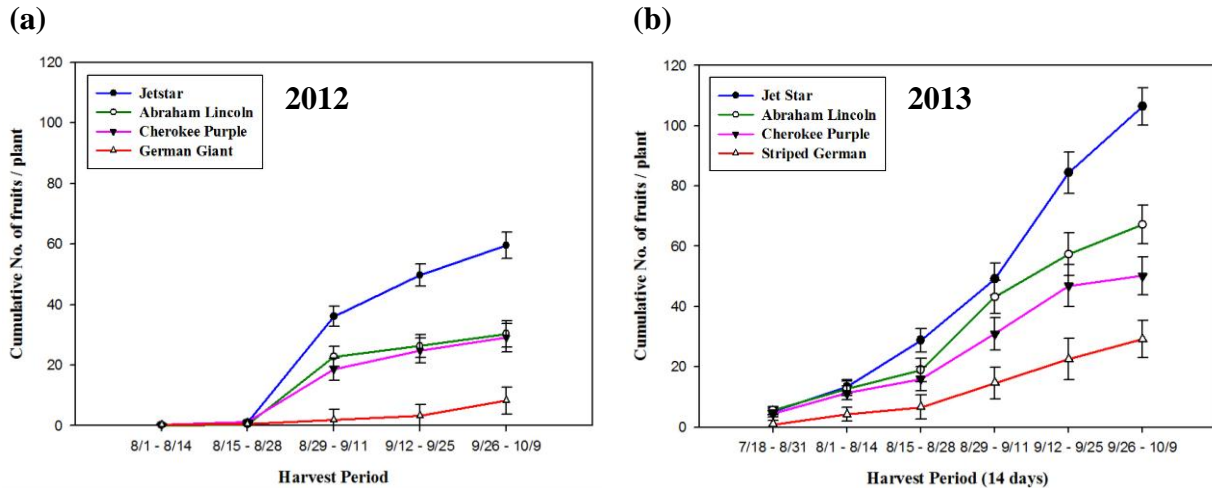 (a)
2012
Jetstar
Abraham Lincoln
Cherokee Purple
German Giant
Cumulative No. of fruits / plant
120
100
80
60
40
20
0
8/1 - 8/14 8/15 - 8/28 8/29 - 9/11 9/12 - 9/25 9/26 - 10/9
Harvest Period
(b)
2013
Jet Star
Abraham Lincoln
Cherokee Purple
Striped German
Cumulative No. of fruits / plant
120
100
80
60
40
20
0
7/18 - 8/31 8/1 - 8/14 8/15 - 8/28 8/29 - 9/11 9/12 - 9/25 9/26 - 10/9
Harvest Period (14 days)